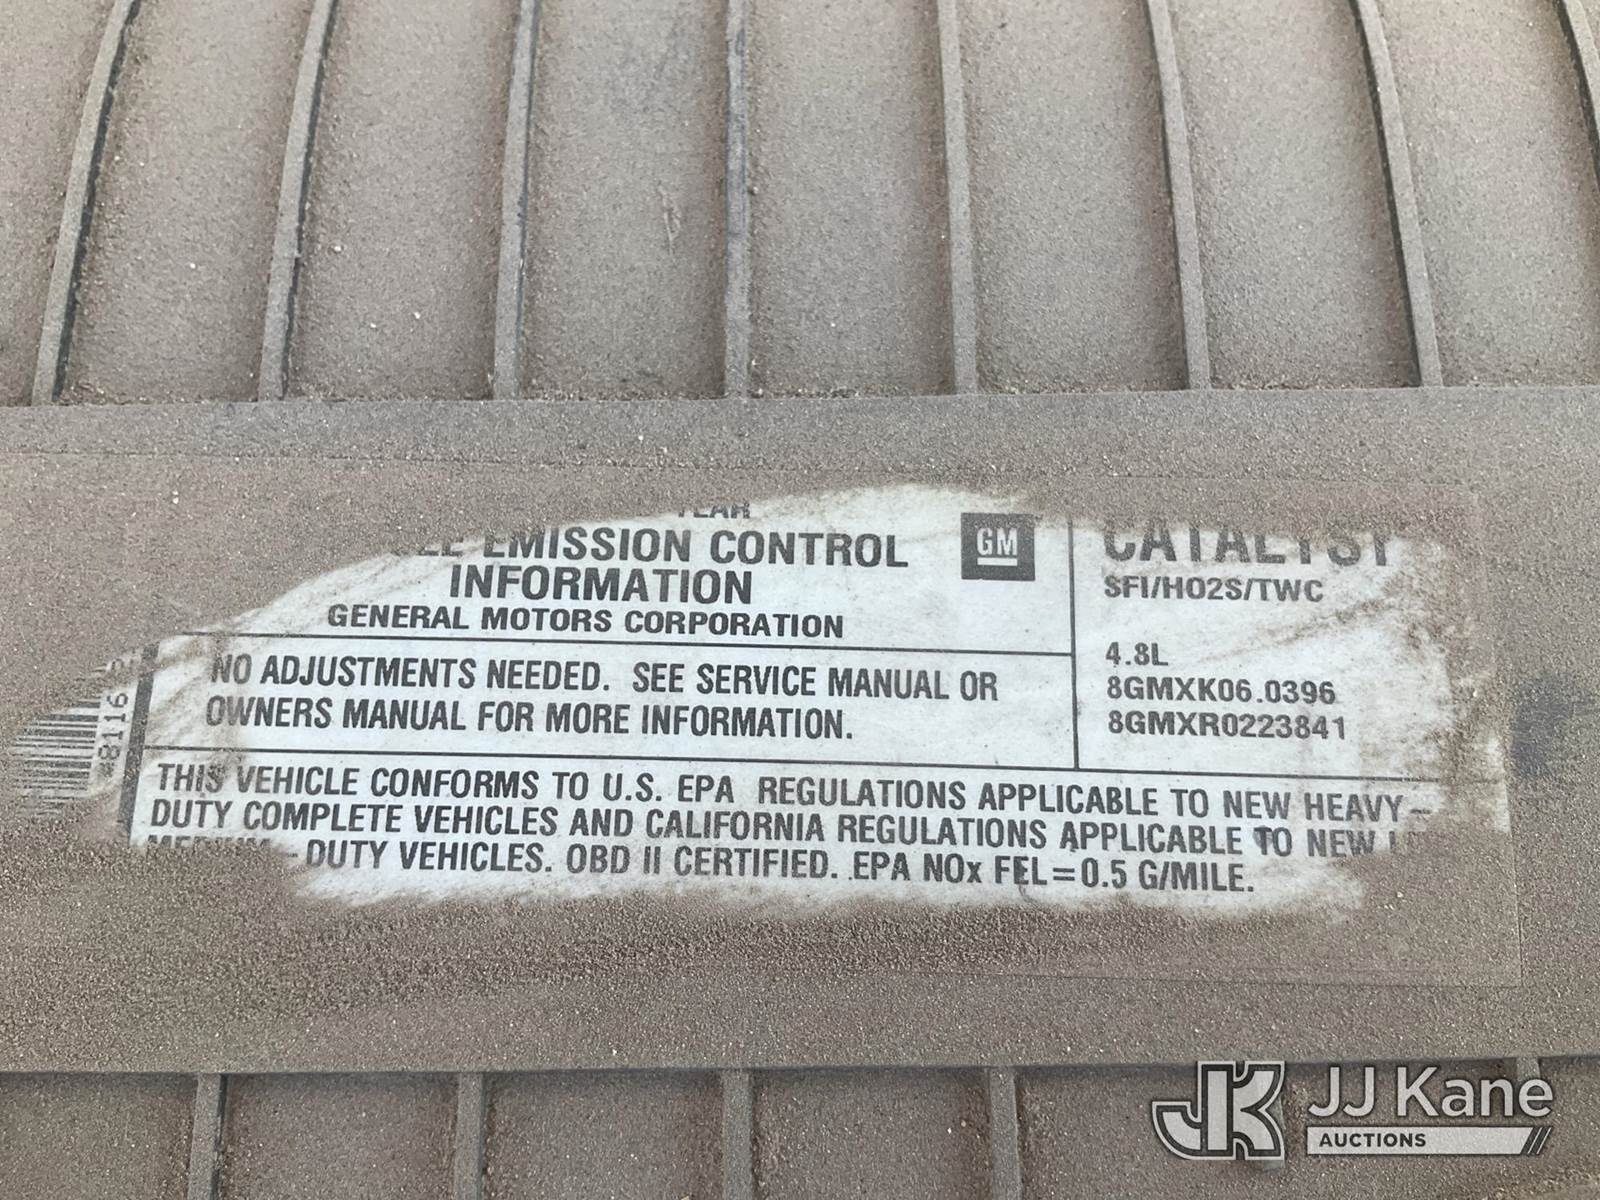 EMISSION CONTROL
INFORMATION
GENERAL MOTORS CORPORATION
GM
CATALYST
SFI/HO2S/TWC
4.8L
8GMXK06.0396
8GMXR0223841
NO ADJUSTMENTS NEEDED. SEE SERVICE MANUAL OR
OWNERS MANUAL FOR MORE INFORMATION.
THIS VEHICLE CONFORMS TO U.S. EPA REGULATIONS APPLICABLE TO NEW HEAVY-
DUTY COMPLETE VEHICLES AND CALIFORNIA REGULATIONS APPLICABLE TO NEW
MEDIUM-DUTY VEHICLES. OBD II CERTIFIED. EPA NOx FEL=0.5 G/MILE.
JK JJ Kane
AUCTIONS